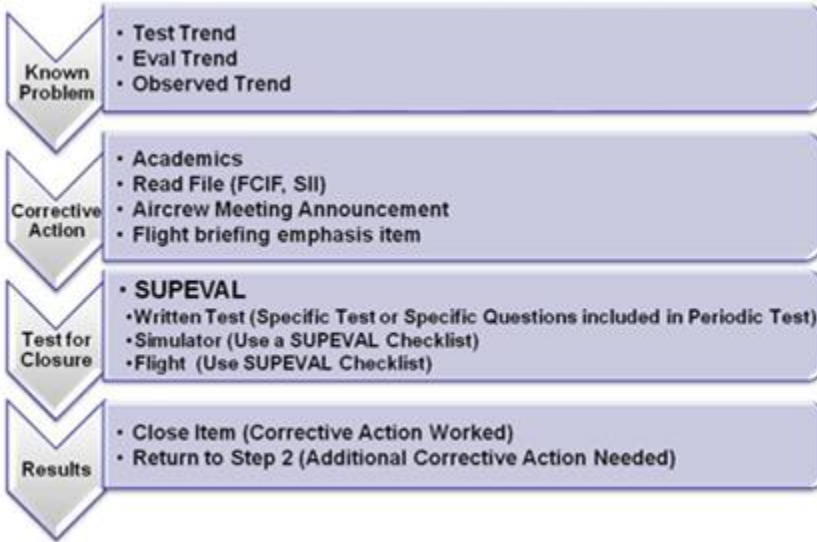 Known
Problem
• Test Trend
• Eval Trend
• Observed Trend
Corrective
Action
• Academics
• Read File (FCIF, SII)
• Aircrew Meeting Announcement
• Flight briefing emphasis item
Test for
Closure
• SUPEVAL
•Written Test (Specific Test or Specific Questions included in Periodic Test)
•Simulator (Use a SUPEVAL Checklist)
•Flight (Use SUPEVAL Checklist)
Results
• Close Item (Corrective Action Worked)
• Return to Step 2 (Additional Corrective Action Needed)